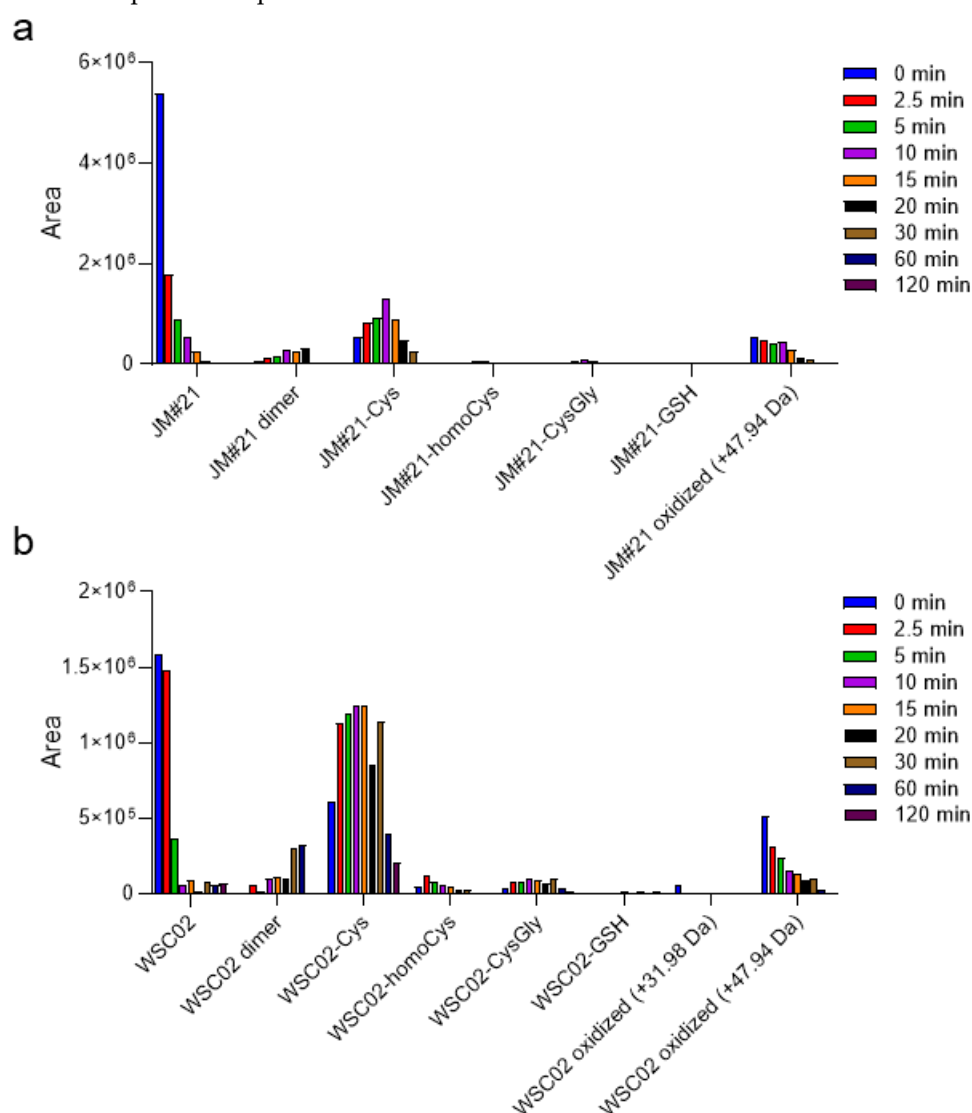 a
6×10⁶
4×10⁶
2×10⁶
0
Area
JM#21
JM#21 dimer
JM#21-Cys
JM#21-homoCys
JM#21-CysGly
JM#21-GSH
JM#21 oxidized (+47.94 Da)
0 min
2.5 min
5 min
10 min
15 min
20 min
30 min
60 min
120 min
b
2×10⁶
1.5×10⁶
1×10⁶
5×10⁵
0
Area
WSC02
WSC02 dimer
WSC02-Cys
WSC02-homoCys
WSC02-CysGly
WSC02-GSH
WSC02 oxidized (+31.98 Da)
WSC02 oxidized (+47.94 Da)
0 min
2.5 min
5 min
10 min
15 min
20 min
30 min
60 min
120 min